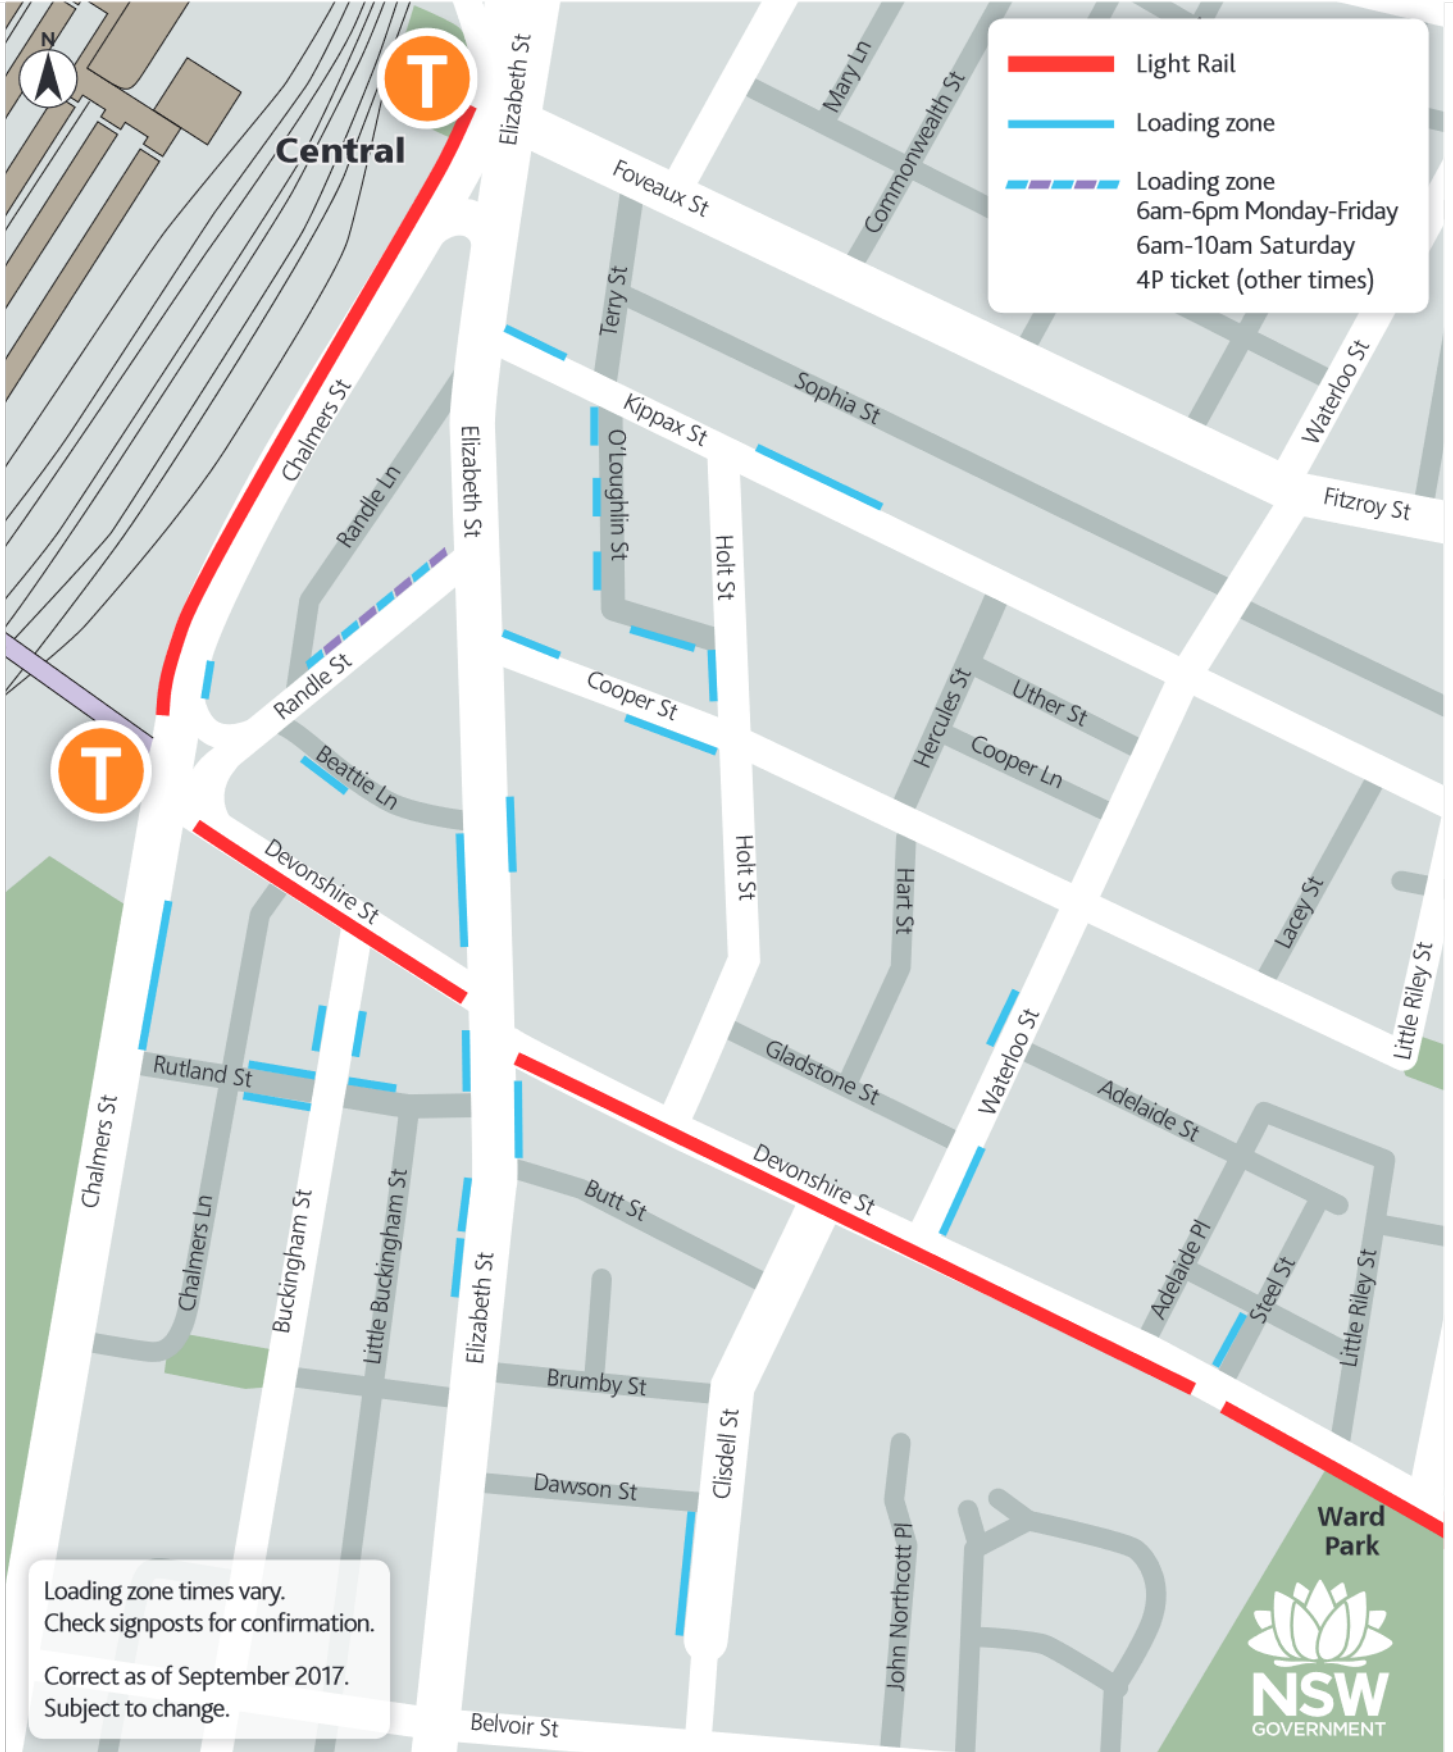 N
T
Central
Elizabeth St
Mary Ln
Commonwealth St
Light Rail
Loading zone
Loading zone
6am-6pm Monday-Friday
6am-10am Saturday
4P ticket (other times)
Foveaux St
Terry St
Sophia St
Waterloo St
Fitzroy St
Chalmers St
Kippax St
Randle Ln
Elizabeth St
O'Loughlin St
Holt St
Randle St
Cooper St
Hercules St
Uther St
Cooper Ln
T
Beattie Ln
Devonshire St
Holt St
Hart St
Lacey St
Little Riley St
Rutland St
Gladstone St
Waterloo St
Adelaide St
Chalmers St
Chalmers Ln
Buckingham St
Little Buckingham St
Elizabeth St
Butt St
Devonshire St
Adelaide Pl
Steel St
Little Riley St
Brumby St
Clisdell St
Dawson St
John Northcott Pl
Ward
Park
Loading zone times vary.
Check signposts for confirmation.
Correct as of September 2017.
Subject to change.
Belvoir St
NSW
GOVERNMENT